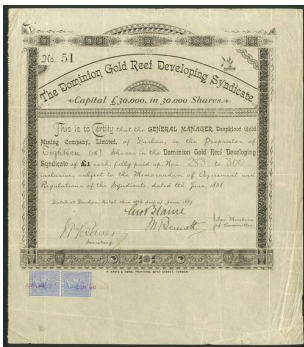 No. 51
The Dominion Gold Reef Developing Syndicate
Capital £30,000, in 30,000 Shares.
This is to Certify that the GENERAL MANAGER, Deepkloof Gold
Mining Company, Limited, of Durban, is the Proprietor of
Eighteen (18) Shares in the Dominion Gold Reef Developing
Syndicate of £1 each, fully paid up, Nos. 283 to 300
inclusive, subject to the Memorandum of Agreement and
Regulations of the Syndicate, dated 6th June,
Dated at Durban, Natal this day of June
Two Members
of Committee
Secretary